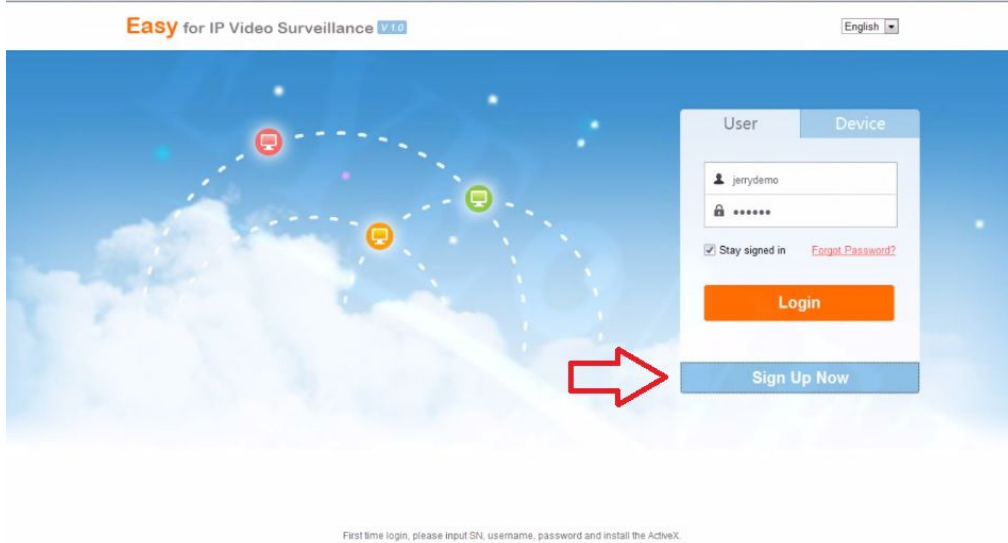 Easy for IP Video Surveillance V 1.0
English
User Device
jerrydemo
••••••
Stay signed in Forgot Password?
Login
Sign Up Now
First time login, please input SN, username, password and install the ActiveX.